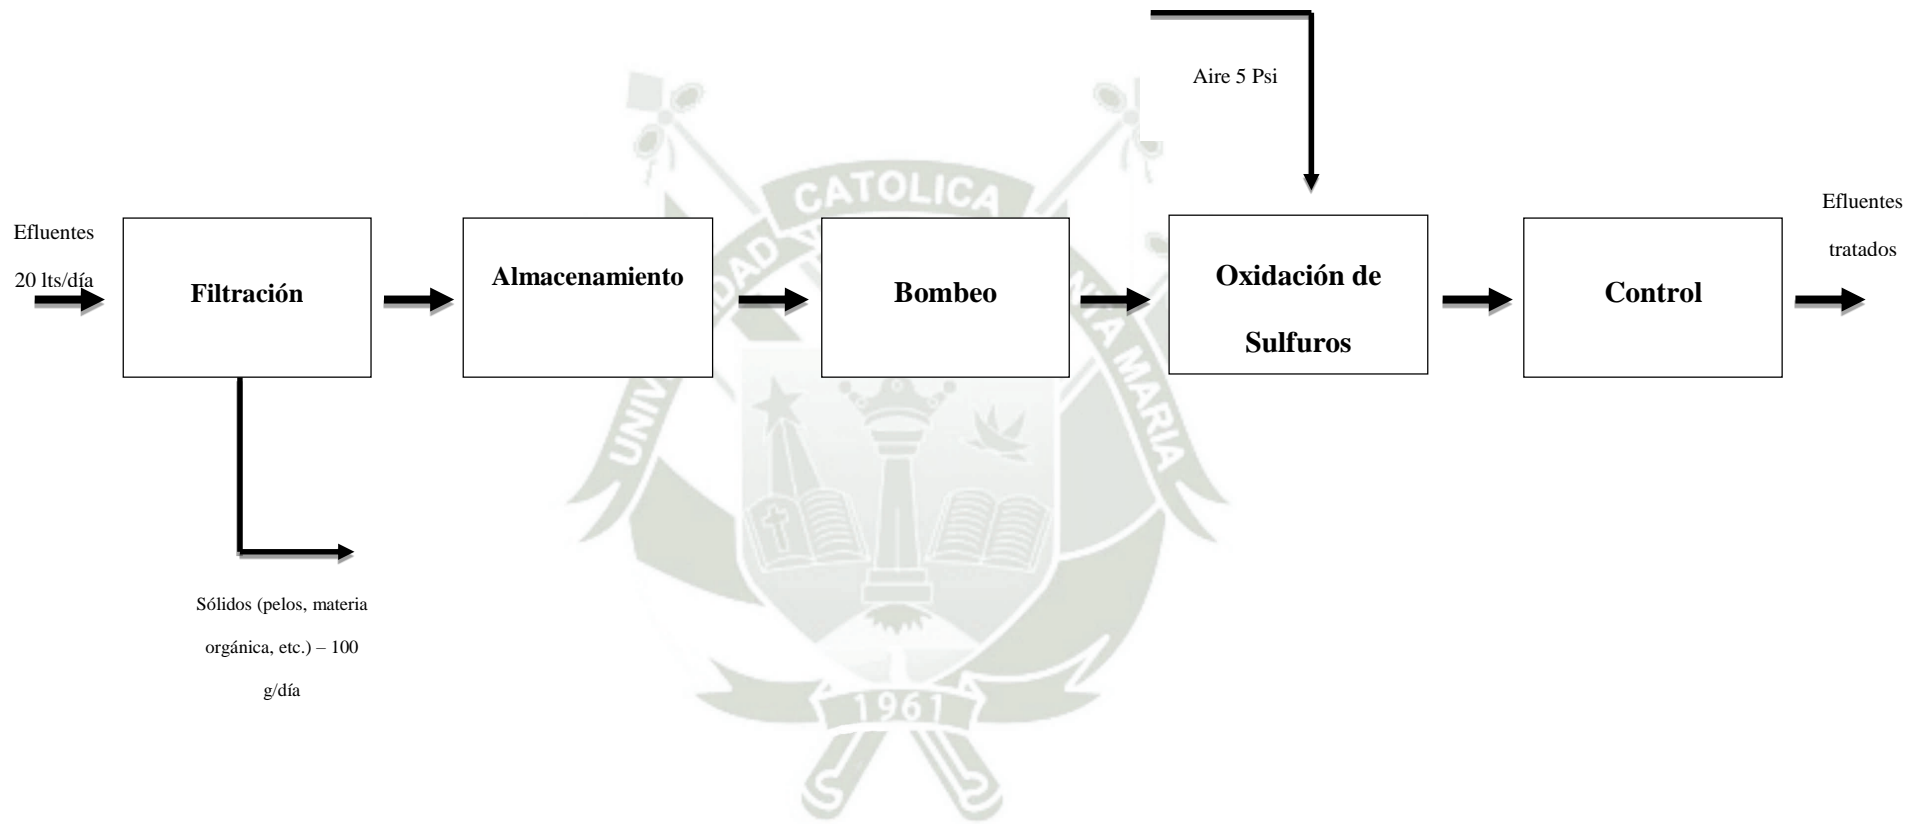 Aire 5 Psi
Efluentes
20 lts/día
Filtración
Almacenamiento
Bombeo
Oxidación de
Sulfuros
Control
Efluentes
tratados
Sólidos (pelos, materia
orgánica, etc.) – 100
g/día
CATOLICA
1961